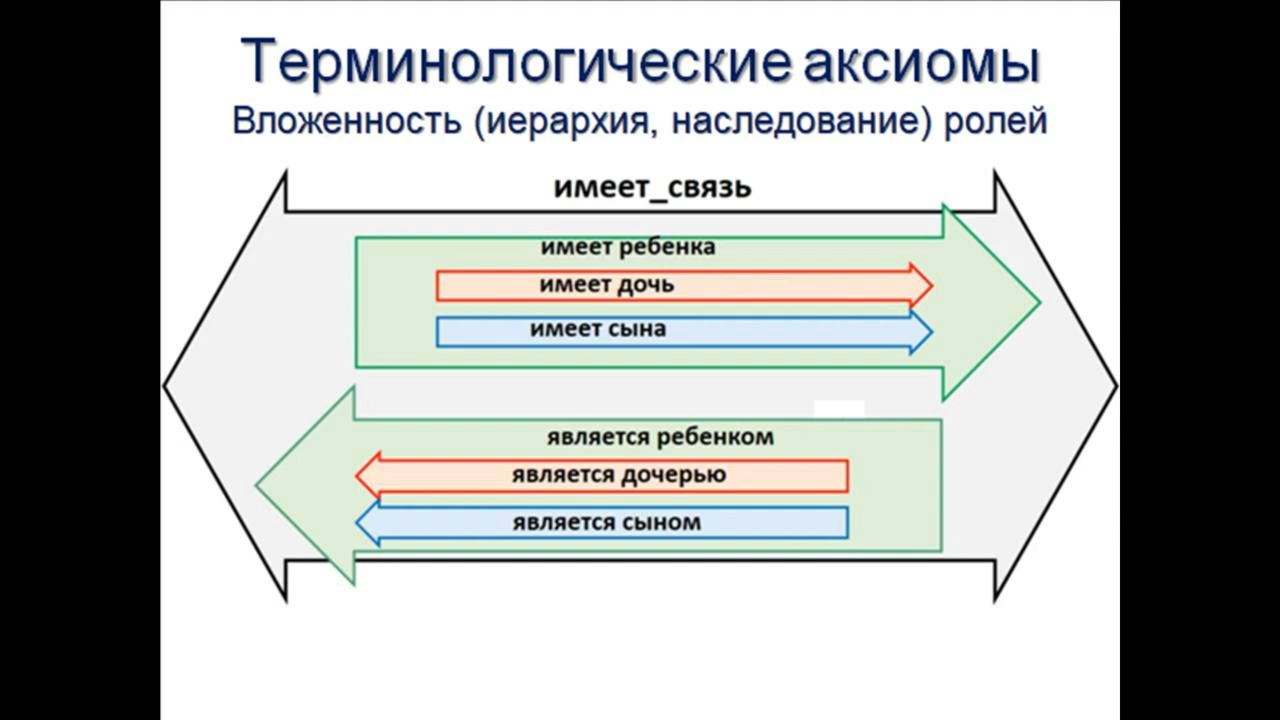 Терминологические аксиомы
Вложенность (иерархия, наследование) ролей
имеет_связь
имеет ребенка
имеет дочь
имеет сына
является ребенком
является дочерью
является сыном